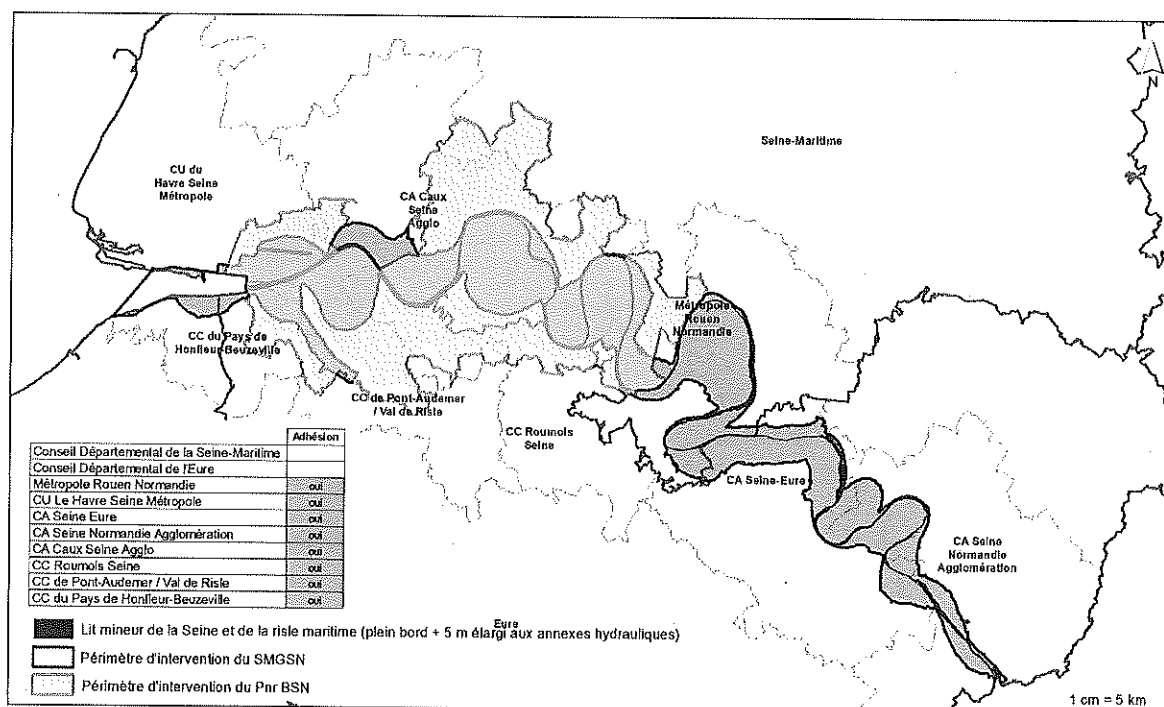 N
Seine-Maritime
CU du
Havre Seine
Métropole
CA Caux
Seine
Agglo
Métropole
Rouen
Normandie
CC du Pays de
Honfleur-Beuzeville
CC de Pont-Audemer
/ Val de Risle
CC Roumois
Seine
CA Seine-Eure
CA Seine
Normandie
Agglomération
Eure
Adhésion
Conseil Départemental de la Seine-Maritime
Conseil Départemental de l'Eure
Métropole Rouen Normandie oui
CU Le Havre Seine Métropole oui
CA Seine Eure oui
CA Seine Normandie Agglomération oui
CA Caux Seine Agglo oui
CC Roumois Seine oui
CC de Pont-Audemer / Val de Risle oui
CC du Pays de Honfleur-Beuzeville oui
Lit mineur de la Seine et de la risle maritime (plein bord + 5 m élargi aux annexes hydrauliques)
Périmètre d'intervention du SMGSN
Périmètre d'intervention du Pnr BSN
1 cm = 5 km